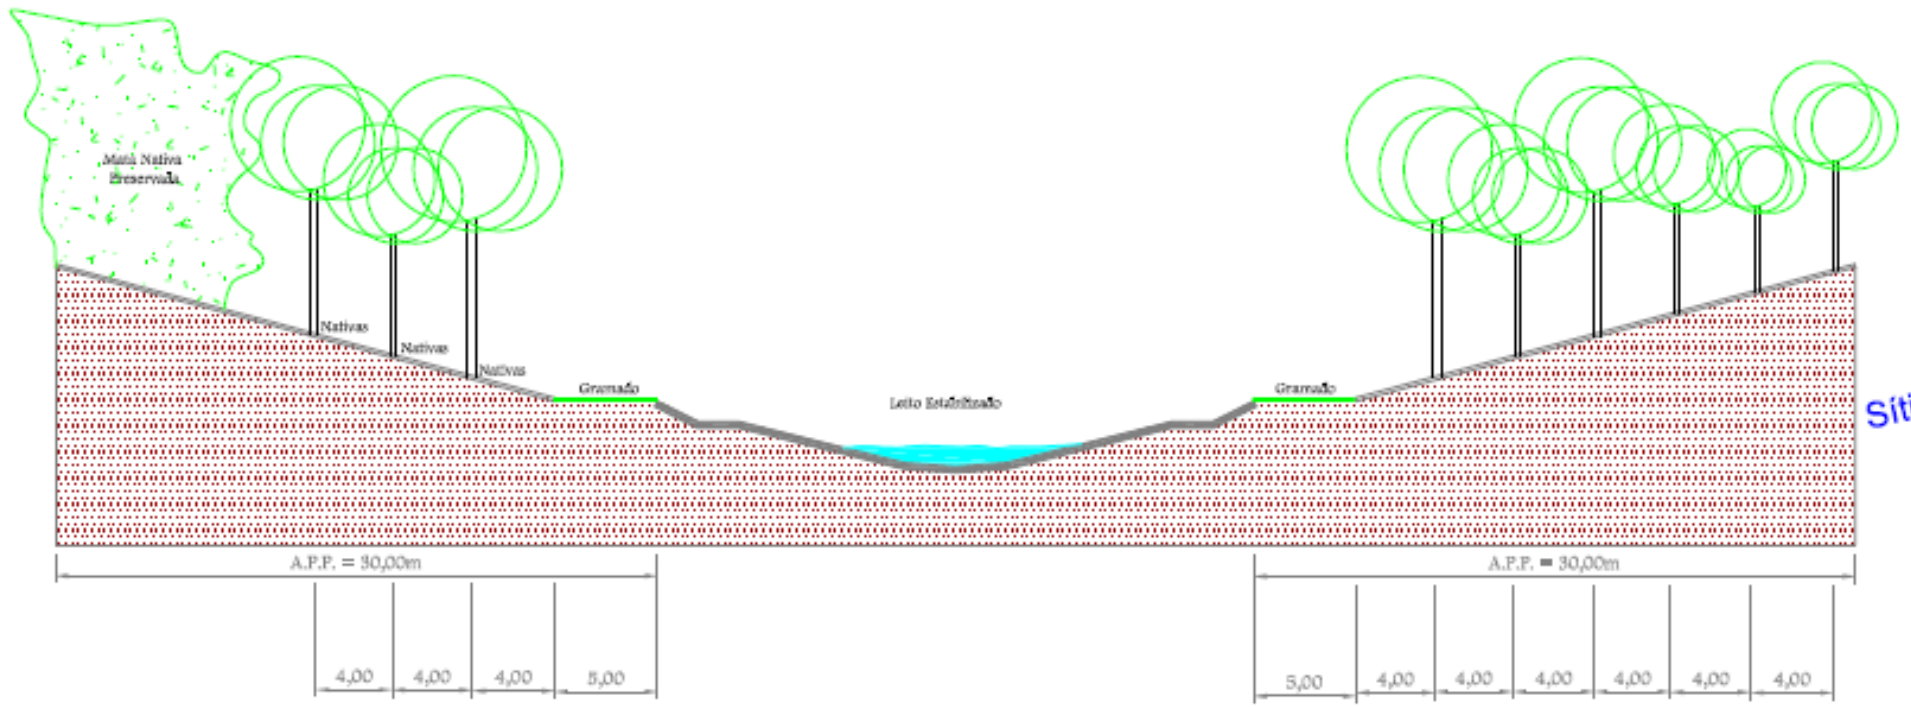 Mata Nativa
Preservada
Nativas
Nativas
Nativas
Gramado
Leito Estabilizado
Gramado
Síti
A.P.P. = 30,00m
A.P.P. = 30,00m
4,00
4,00
4,00
5,00
5,00
4,00
4,00
4,00
4,00
4,00
4,00